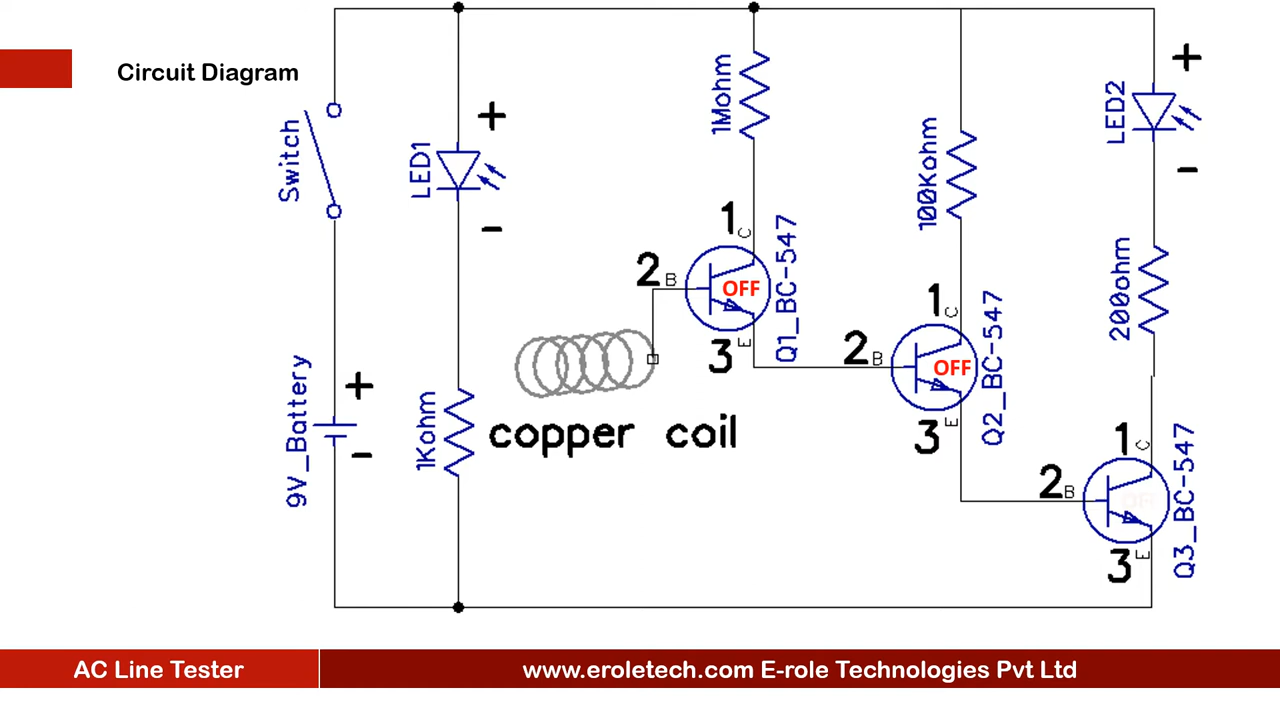 Circuit Diagram
Switch
9V_Battery
+
-
LED1
+
-
1Kohm
copper coil
1Mohm
1
C
2
B
3
E
OFF
Q1_BC-547
100Kohm
1
C
2
B
3
E
OFF
Q2_BC-547
LED2
+
-
200ohm
1
C
2
B
3
E
Q3_BC-547
AC Line Tester
www.eroletech.com E-role Technologies Pvt Ltd